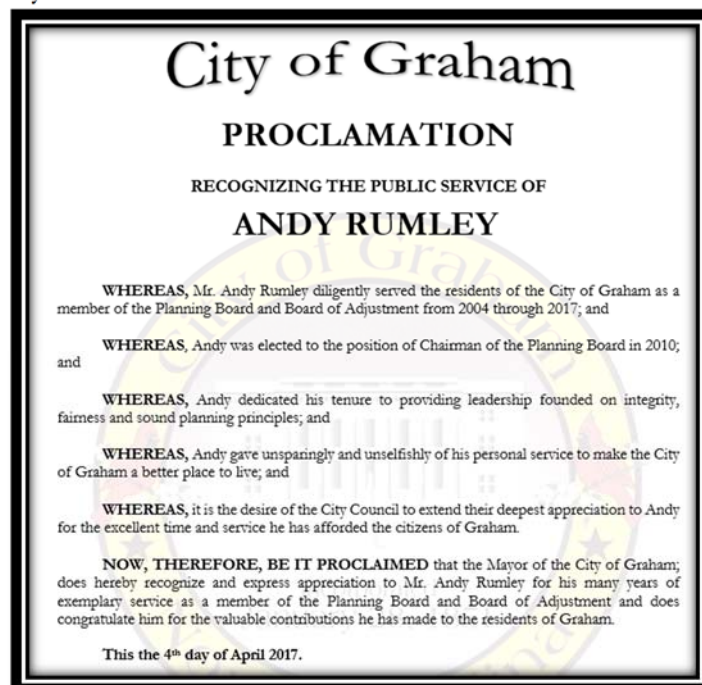 City of Graham
PROCLAMATION
RECOGNIZING THE PUBLIC SERVICE OF
ANDY RUMLEY
WHEREAS, Mr. Andy Rumley diligently served the residents of the City of Graham as a
member of the Planning Board and Board of Adjustment from 2004 through 2017; and
WHEREAS, Andy was elected to the position of Chairman of the Planning Board in 2010;
and
WHEREAS, Andy dedicated his tenure to providing leadership founded on integrity,
fairness and sound planning principles; and
WHEREAS, Andy gave unsparingly and unselfishly of his personal service to make the City
of Graham a better place to live; and
WHEREAS, it is the desire of the City Council to extend their deepest appreciation to Andy
for the excellent time and service he has afforded the citizens of Graham.
NOW, THEREFORE, BE IT PROCLAIMED that the Mayor of the City of Graham;
does hereby recognize and express appreciation to Mr. Andy Rumley for his many years of
exemplary service as a member of the Planning Board and Board of Adjustment and does
congratulate him for the valuable contributions he has made to the residents of Graham.
This the 4th day of April 2017.
City of Graham